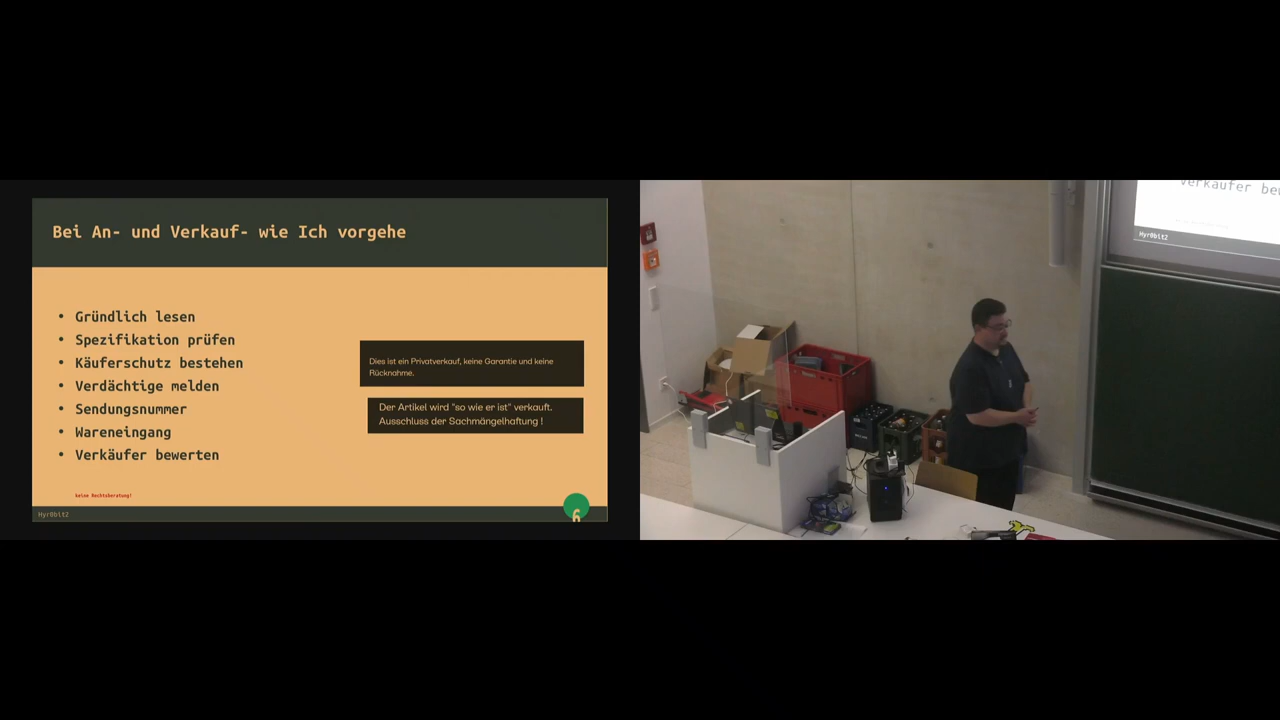 Bei An- und Verkauf- wie Ich vorgehe
• Gründlich lesen
• Spezifikation prüfen
• Käuferschutz bestehen
• Verdächtige melden
• Sendungsnummer
• Wareneingang
• Verkäufer bewerten
Dies ist ein Privatverkauf, keine Garantie und keine
Rücknahme.
Der Artikel wird "so wie er ist" verkauft.
Ausschluss der Sachmängelhaftung !
keine Rechtsberatung!
Hyr0bit2
6
Verkäufer bew
Hyr0bit2